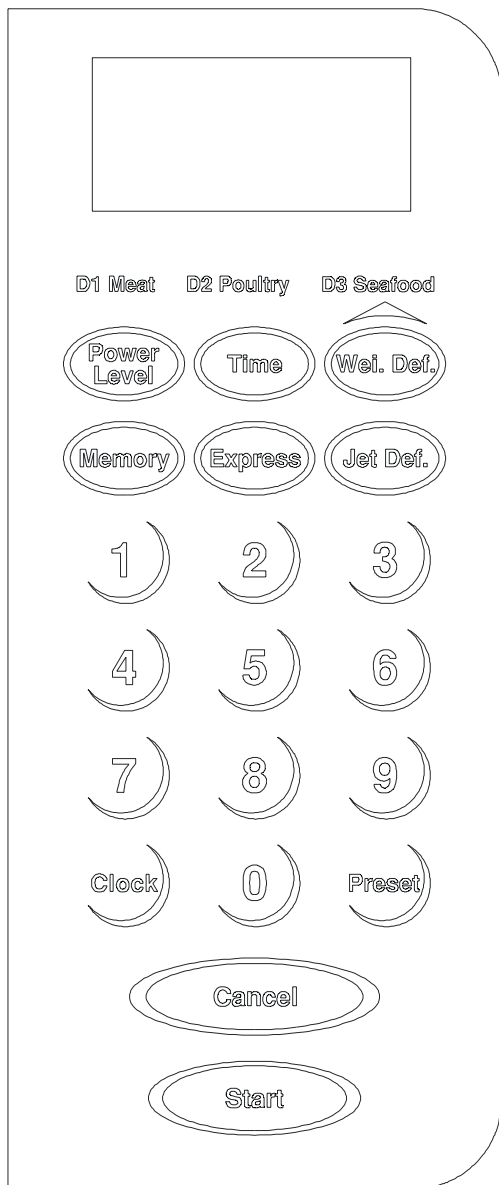 D1 Meat D2 Poultry D3 Seafood
Power Level Time Wei. Def.
Memory Express Jet Def.
1 2 3
4 5 6
7 8 9
Clock 0 Preset
Cancel
Start